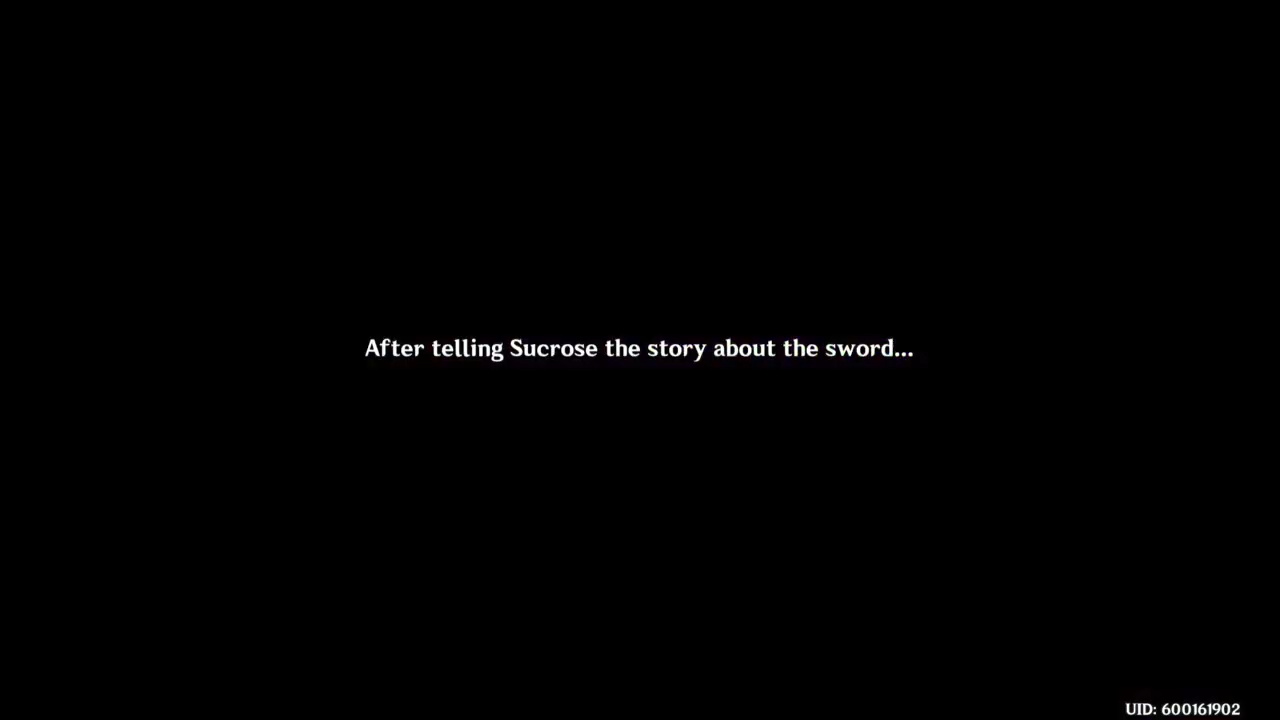 After telling Sucrose the story about the sword...
UID: 600161902